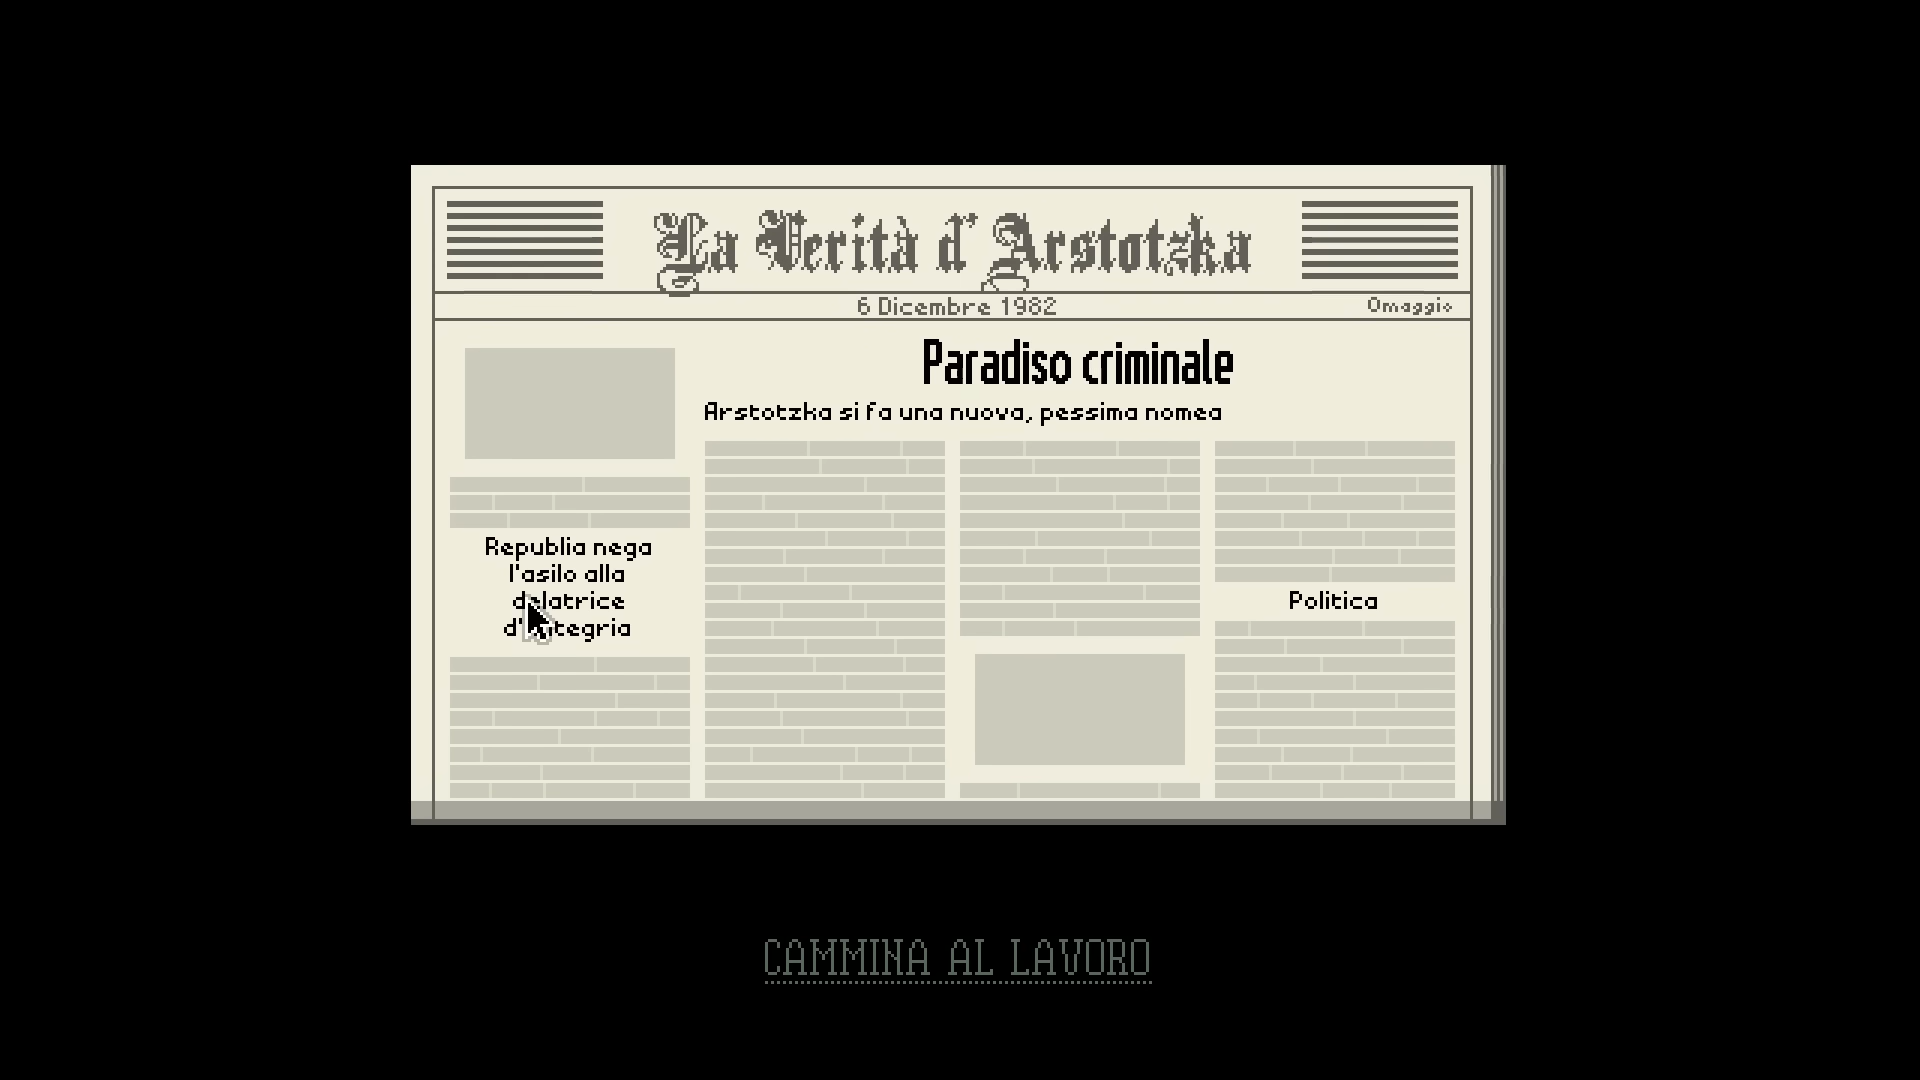 La Verità d'Arstotzka
6 Dicembre 1982
Omaggio
Paradiso criminale
Arstotzka si fa una nuova, pessima nomea
Republia nega
l'asilo alla
delatrice
Politica
CAMMINA AL LAVORO